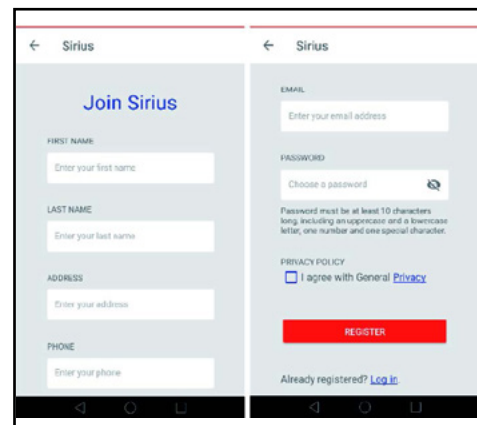 Sirius
Join Sirius
FIRST NAME
Enter your first name
LAST NAME
Enter your last name
ADDRESS
Enter your address
PHONE
Enter your phone
Sirius
EMAIL
Enter your email address
PASSWORD
Choose a password
Password must be at least 10 characters
long, including an uppercase and a lowercase
letter, one number and one special character.
PRIVACY POLICY
I agree with General Privacy
REGISTER
Already registered? Log in.